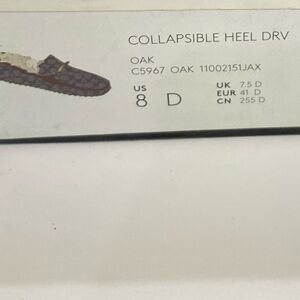 COLLAPSIBLE HEEL DRV
OAK
C5967 OAK 11002151JAX
US UK 7.5 D
8 D EUR 41 D
CN 255 D